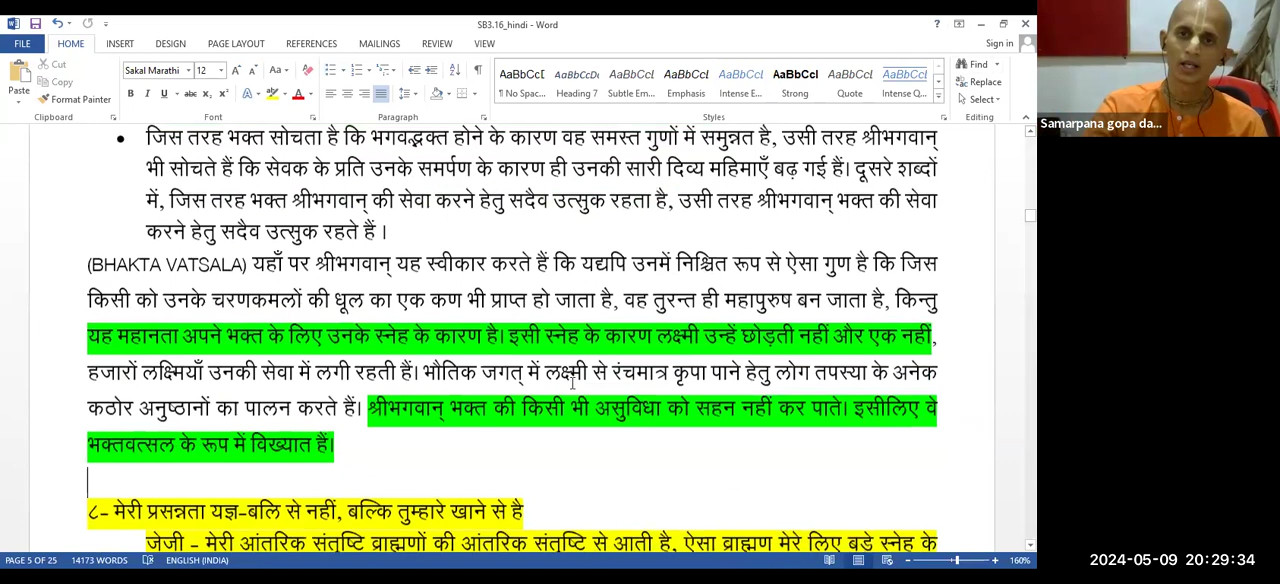 SB3.16_hindi - Word
Sign in
FILE HOME INSERT DESIGN PAGE LAYOUT REFERENCES MAILINGS REVIEW VIEW
Cut
Copy
Format Painter
Paste
Sakal Marathi 12
AaBbCcD AaBbCcDc AaBbCcL AaBbCcL AaBbCcL AaBbCcL AaBbCcL AaBbCcL
¶ No Spac... Heading 7 Subtle Em... Emphasis Intense E... Strong Quote Intense Q...
Find
Replace
Select
Clipboard Font Paragraph Styles Editing
Samarpana gopa da...
• जिस तरह भक्त सोचता है कि भगवद्भक्त होने के कारण वह समस्त गुणों में समुन्नत है, उसी तरह श्रीभगवान्
भी सोचते हैं कि सेवक के प्रति उनके समर्पण के कारण ही उनकी सारी दिव्य महिमाएँ बढ़ गई हैं। दूसरे शब्दों
में, जिस तरह भक्त श्रीभगवान् की सेवा करने हेतु सदैव उत्सुक रहता है, उसी तरह श्रीभगवान् भक्त की सेवा
करने हेतु सदैव उत्सुक रहते हैं ।
(BHAKTA VATSALA) यहाँ पर श्रीभगवान् यह स्वीकार करते हैं कि यद्यपि उनमें निश्चित रूप से ऐसा गुण है कि जिस
किसी को उनके चरणकमलों की धूल का एक कण भी प्राप्त हो जाता है, वह तुरन्त ही महापुरुष बन जाता है, किन्तु
यह महानता अपने भक्त के लिए उनके स्नेह के कारण है। इसी स्नेह के कारण लक्ष्मी उन्हें छोड़ती नहीं और एक नहीं,
हजारों लक्ष्मियाँ उनकी सेवा में लगी रहती हैं। भौतिक जगत् में लक्ष्मी से रंचमात्र कृपा पाने हेतु लोग तपस्या के अनेक
कठोर अनुष्ठानों का पालन करते हैं। श्रीभगवान् भक्त की किसी भी असुविधा को सहन नहीं कर पाते। इसीलिए वे
भक्तवत्सल के रूप में विख्यात हैं।
८- मेरी प्रसन्नता यज्ञ-बलि से नहीं, बल्कि तुम्हारे खाने से है
जेजी - मेरी आंतरिक संतुष्टि ब्राह्मणों की आंतरिक संतुष्टि से आती है, ऐसा ब्राह्मण मेरे लिए बड़े स्नेह के
PAGE 5 OF 25 14173 WORDS ENGLISH (INDIA) 160%
2024-05-09 20:29:34